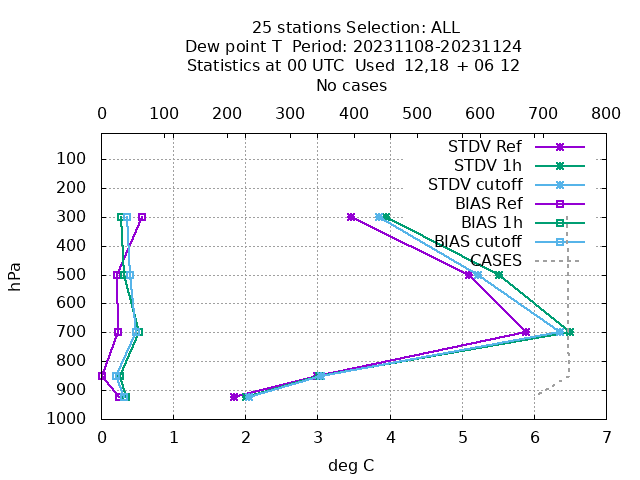 25 stations Selection: ALL
Dew point T  Period: 20231108-20231124
Statistics at 00 UTC  Used  12,18 + 06 12
No cases
0 100 200 300 400 500 600 700 800
STDV Ref
STDV 1h
STDV cutoff
BIAS Ref
BIAS 1h
BIAS cutoff
CASES
hPa
100
200
300
400
500
600
700
800
900
1000
0 1 2 3 4 5 6 7
deg C